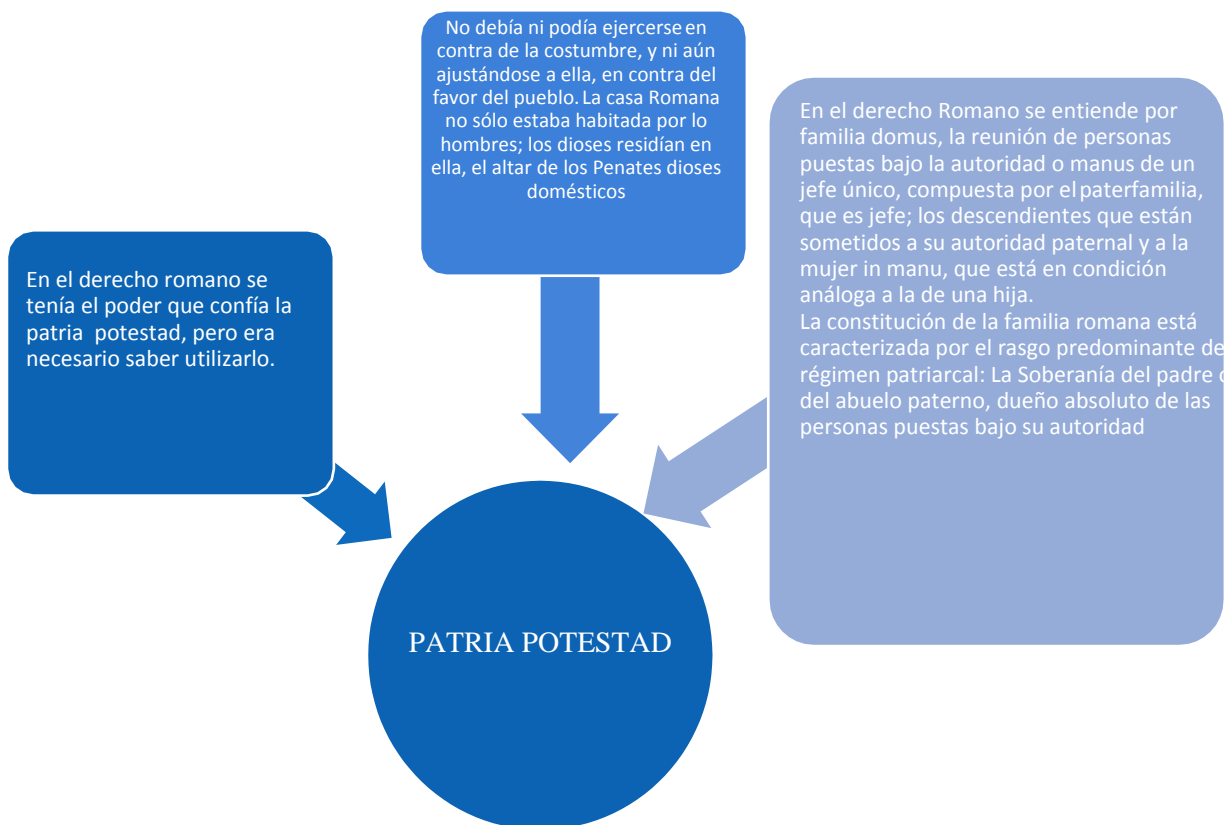 No debía ni podía ejercerse en
contra de la costumbre, y ni aún
ajustándose a ella, en contra del
favor del pueblo. La casa Romana
no sólo estaba habitada por lo
hombres; los dioses residían en
ella, el altar de los Penates dioses
domésticos
En el derecho romano se
tenía el poder que confía la
patria potestad, pero era
necesario saber utilizarlo.
En el derecho Romano se entiende por
familia domus, la reunión de personas
puestas bajo la autoridad o manus de un
jefe único, compuesta por el paterfamilia,
que es jefe; los descendientes que están
sometidos a su autoridad paternal y a la
mujer in manu, que está en condición
análoga a la de una hija.
La constitución de la familia romana está
caracterizada por el rasgo predominante de
régimen patriarcal: La Soberanía del padre
del abuelo paterno, dueño absoluto de las
personas puestas bajo su autoridad
PATRIA POTESTAD